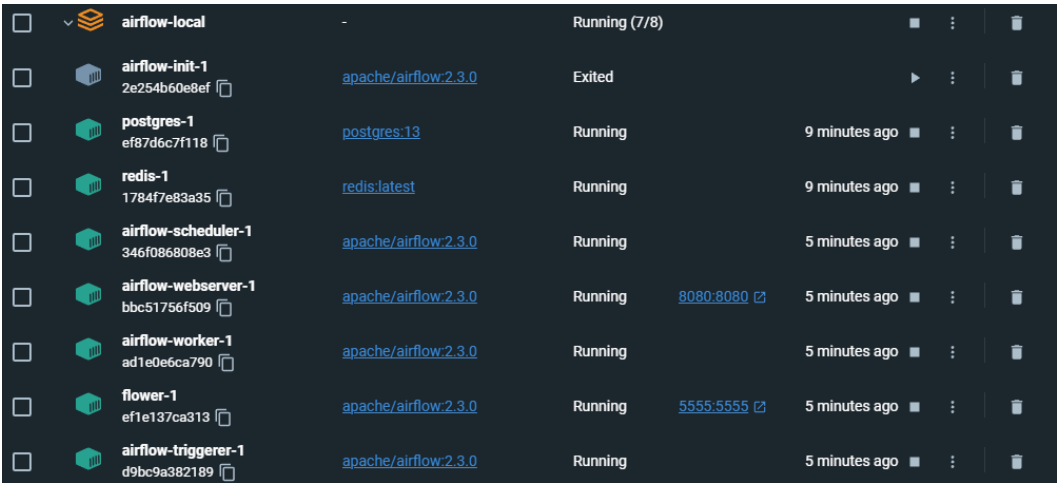 airflow-local - Running (7/8)
airflow-init-1
2e254b60e8ef apache/airflow:2.3.0 Exited
postgres-1
ef87d6c7f118 postgres:13 Running 9 minutes ago
redis-1
1784f7e83a35 redis:latest Running 9 minutes ago
airflow-scheduler-1
346f086808e3 apache/airflow:2.3.0 Running 5 minutes ago
airflow-webserver-1
bbc51756f509 apache/airflow:2.3.0 Running 8080:8080 5 minutes ago
airflow-worker-1
ad1e0e6ca790 apache/airflow:2.3.0 Running 5 minutes ago
flower-1
ef1e137ca313 apache/airflow:2.3.0 Running 5555:5555 5 minutes ago
airflow-triggerer-1
d9bc9a382189 apache/airflow:2.3.0 Running 5 minutes ago